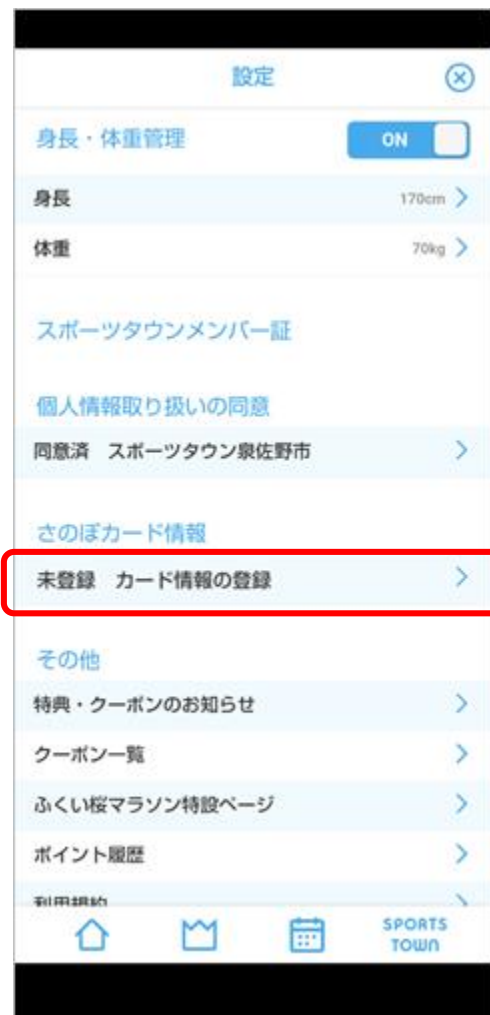 設定
身長・体重管理 ON
身長 170cm
体重 70kg
スポーツタウンメンバー証
個人情報取り扱いの同意
同意済 スポーツタウン泉佐野市
さのぽカード情報
未登録 カード情報の登録
その他
特典・クーポンのお知らせ
クーポン一覧
ふくい桜マラソン特設ページ
ポイント履歴
利用規約
SPORTS
TOWN